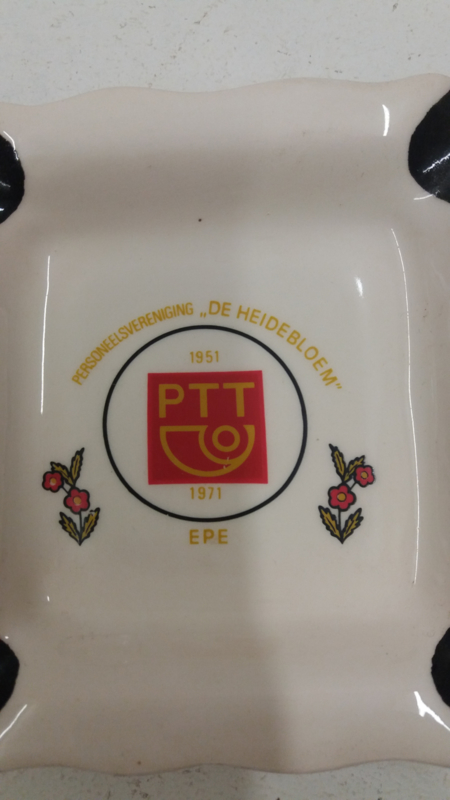 PERSONEELSVERENIGING „DE HEIDEBLOEM”
1951
PTT
1971
EPE